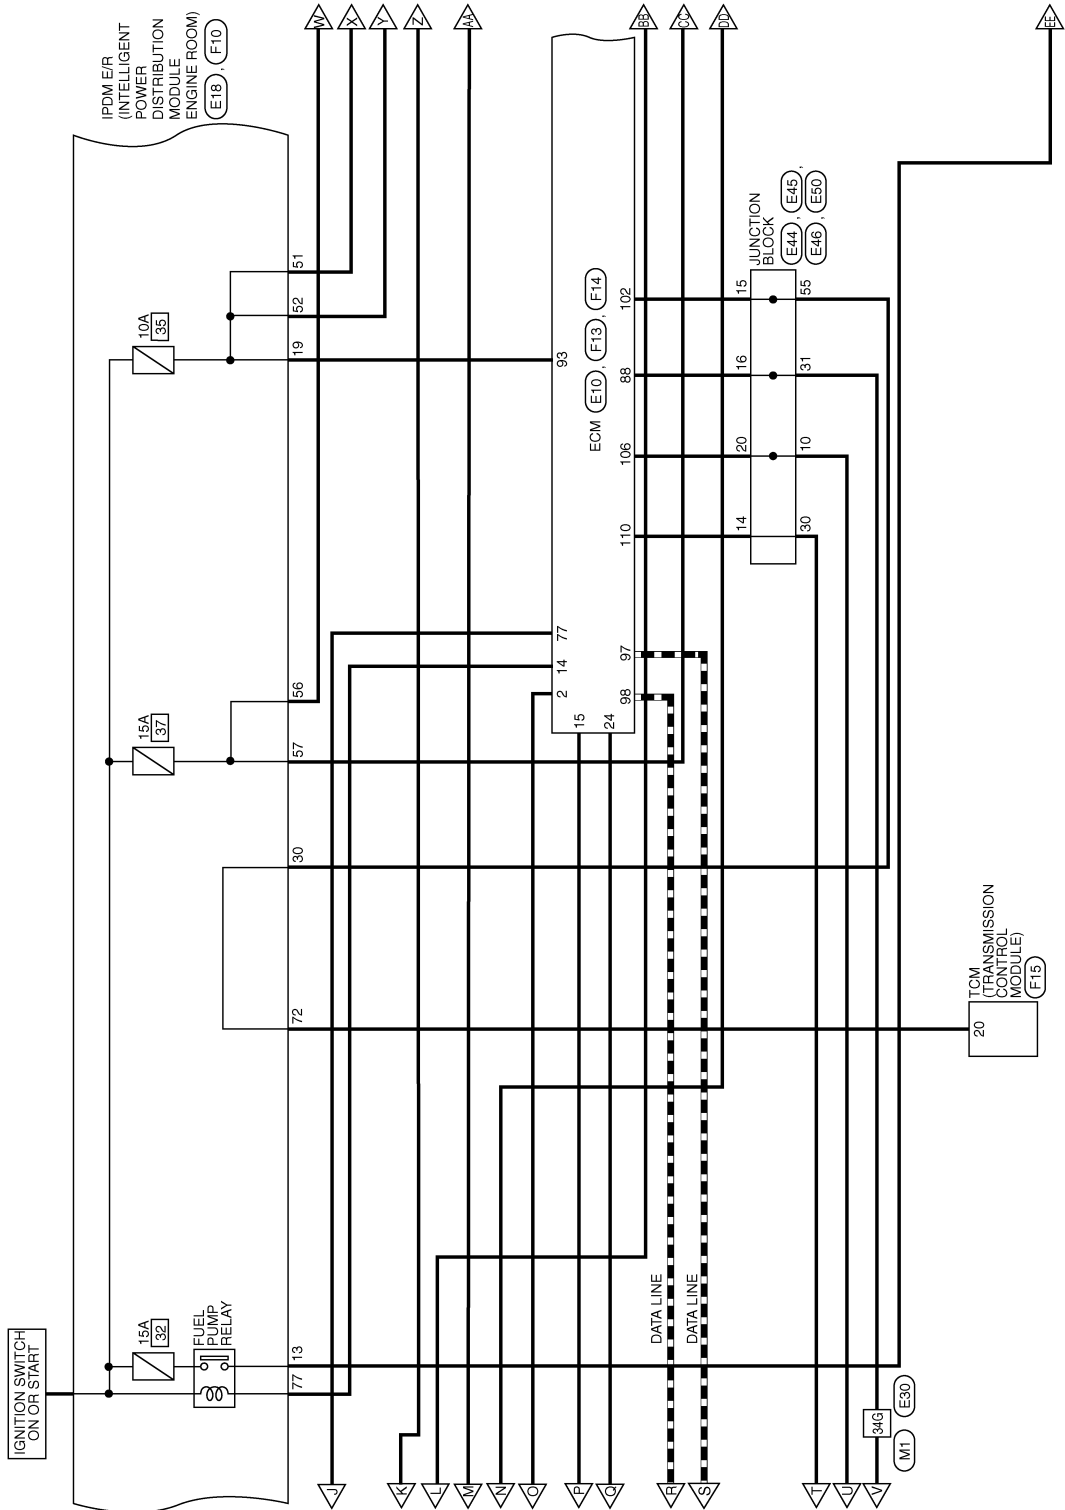 IGNITION SWITCH
ON OR START
15A
32
FUEL
PUMP
RELAY
15A
37
10A
35
IPDM E/R
(INTELLIGENT
POWER
DISTRIBUTION
MODULE
ENGINE ROOM)
E18 , F10
77
13
72
30
57
56
19
52
51
J
K
L
M
N
O
P
Q
R
S
T
U
V
W
X
Y
Z
AA
BB
CC
DD
EE
2
14
77
93
15
24
ECM E10 , F13 , F14
98
97
110
106
88
102
DATA LINE
DATA LINE
14
20
16
15
JUNCTION
BLOCK
E44 , E45 ,
E46 , E50
30
10
31
55
34G
M1
E30
20
TCM
(TRANSMISSION
CONTROL
MODULE)
F15